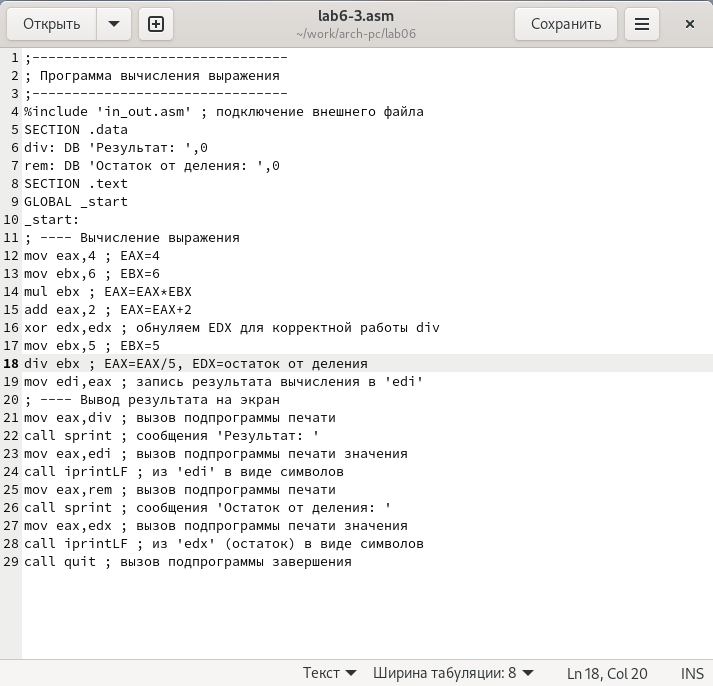 Открыть
lab6-3.asm
~/work/arch-pc/lab06
Сохранить
1 ;--------------------------------
2 ; Программа вычисления выражения
3 ;--------------------------------
4 %include 'in_out.asm' ; подключение внешнего файла
5 SECTION .data
6 div: DB 'Результат: ',0
7 rem: DB 'Остаток от деления: ',0
8 SECTION .text
9 GLOBAL _start
10 _start:
11 ; ---- Вычисление выражения
12 mov eax,4 ; EAX=4
13 mov ebx,6 ; EBX=6
14 mul ebx ; EAX=EAX*EBX
15 add eax,2 ; EAX=EAX+2
16 xor edx,edx ; обнуляем EDX для корректной работы div
17 mov ebx,5 ; EBX=5
18 div ebx ; EAX=EAX/5, EDX=остаток от деления
19 mov edi,eax ; запись результата вычисления в 'edi'
20 ; ---- Вывод результата на экран
21 mov eax,div ; вызов подпрограммы печати
22 call sprint ; сообщения 'Результат: '
23 mov eax,edi ; вызов подпрограммы печати значения
24 call iprintLF ; из 'edi' в виде символов
25 mov eax,rem ; вызов подпрограммы печати
26 call sprint ; сообщения 'Остаток от деления: '
27 mov eax,edx ; вызов подпрограммы печати значения
28 call iprintLF ; из 'edx' (остаток) в виде символов
29 call quit ; вызов подпрограммы завершения
Текст Ширина табуляции: 8 Ln 18, Col 20 INS